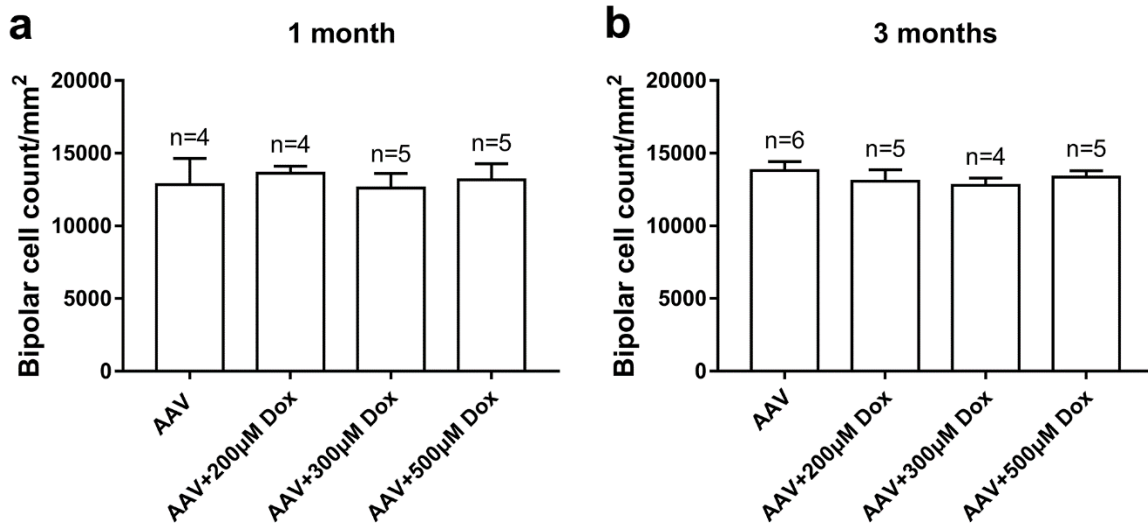 a
1 month
Bipolar cell count/mm²
20000
15000
10000
5000
0
n=4
n=4
n=5
n=5
AAV
AAV+200µM Dox
AAV+300µM Dox
AAV+500µM Dox
b
3 months
Bipolar cell count/mm²
20000
15000
10000
5000
0
n=6
n=5
n=4
n=5
AAV
AAV+200µM Dox
AAV+300µM Dox
AAV+500µM Dox